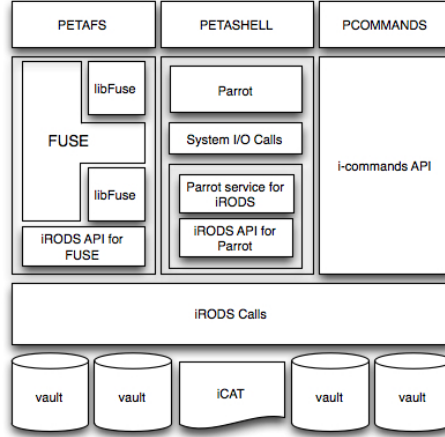 PETAFS
PETASHELL
PCOMMANDS
libFuse
FUSE
libFuse
iRODS API for
FUSE
Parrot
System I/O Calls
Parrot service for
iRODS
iRODS API for
Parrot
i-commands API
iRODS Calls
vault
vault
iCAT
vault
vault